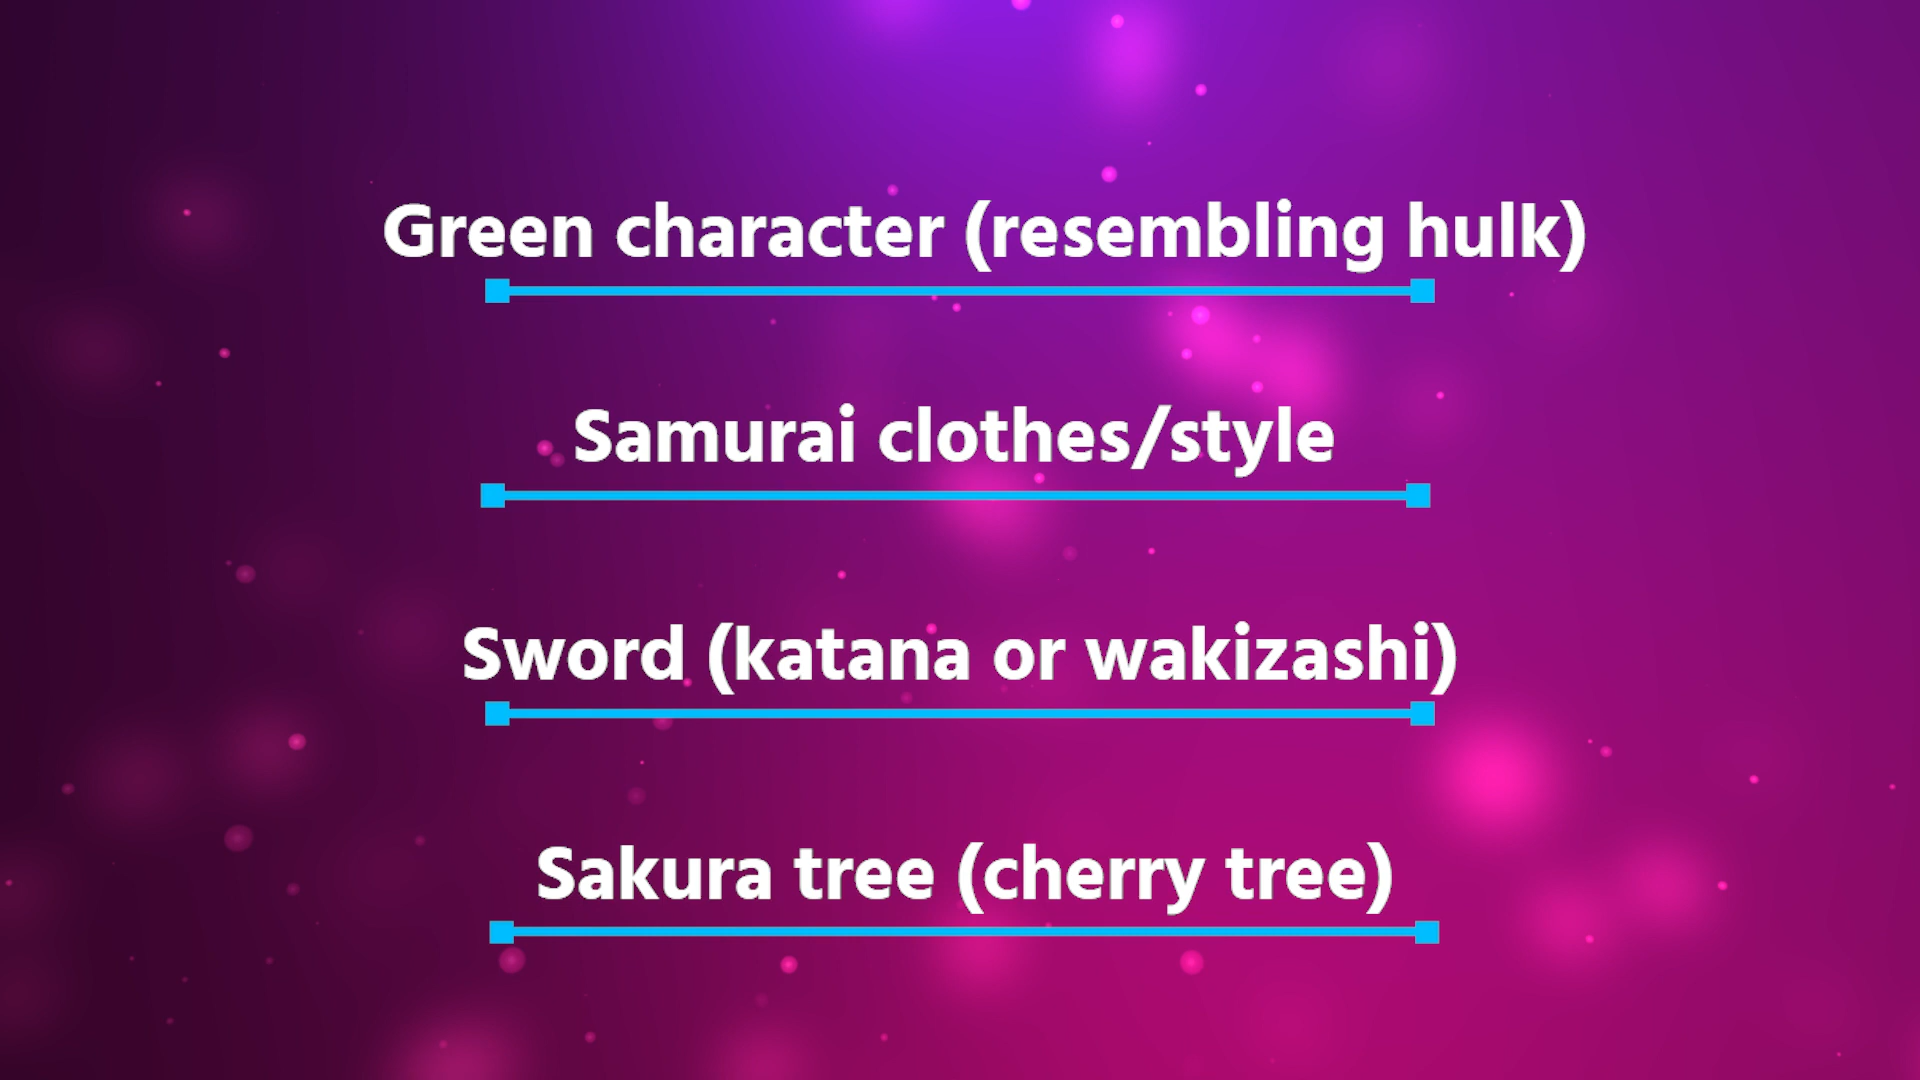 Green character (resembling hulk)
Samurai clothes/style
Sword (katana or wakizashi)
Sakura tree (cherry tree)